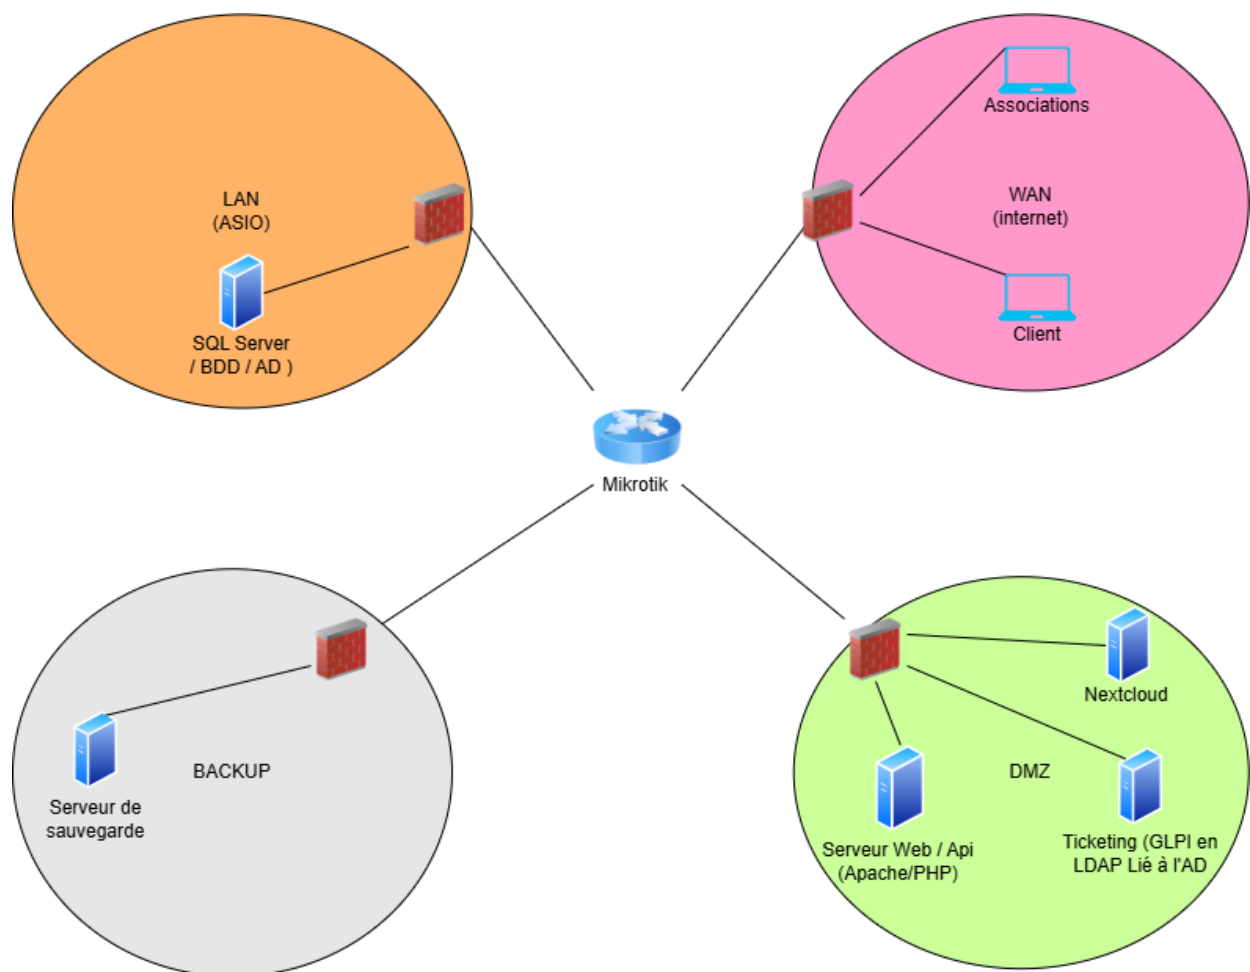 LAN
(ASIO)
SQL Server
/ BDD / AD )
Associations
WAN
(internet)
Client
Mikrotik
BACKUP
Serveur de
sauvegarde
Nextcloud
DMZ
Serveur Web / Api
(Apache/PHP)
Ticketing (GLPI en
LDAP Lié à l'AD